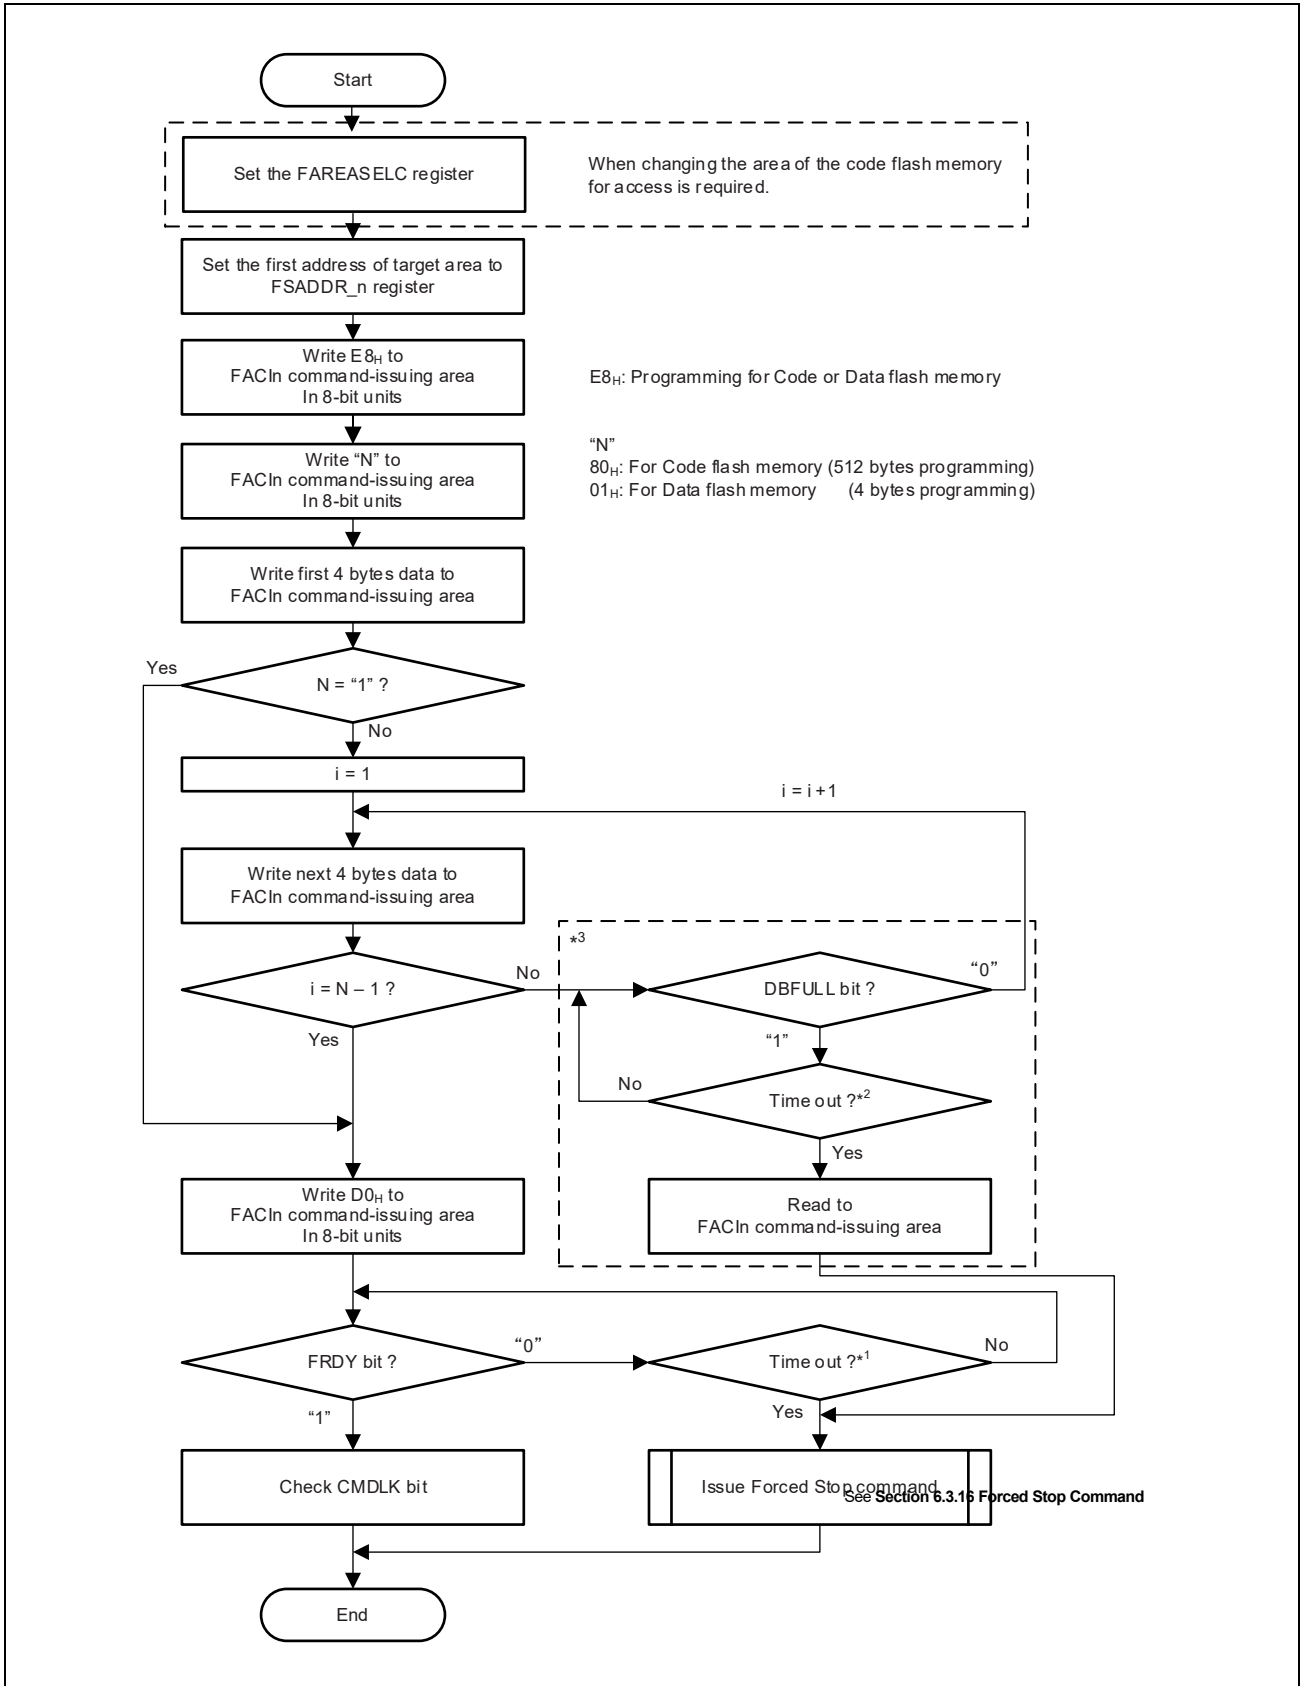 Start
Set the FAREASELC register
When changing the area of the code flash memory
for access is required.
Set the first address of target area to
FSADDR_n register
Write E8H to
FACIn command-issuing area
In 8-bit units
E8H: Programming for Code or Data flash memory
Write “N” to
FACIn command-issuing area
In 8-bit units
“N”
80H: For Code flash memory (512 bytes programming)
01H: For Data flash memory (4 bytes programming)
Write first 4 bytes data to
FACIn command-issuing area
Yes
N = “1” ?
No
i = 1
i = i + 1
Write next 4 bytes data to
FACIn command-issuing area
*3
i = N – 1 ?
No
DBFULL bit ?
“0”
Yes
“1”
No
Time out ?*2
Yes
Write D0H to
FACIn command-issuing area
In 8-bit units
Read to
FACIn command-issuing area
FRDY bit ?
“0”
Time out ?*1
No
“1”
Yes
Check CMDLK bit
Issue Forced Stop command
See Section 6.3.16 Forced Stop Command
End